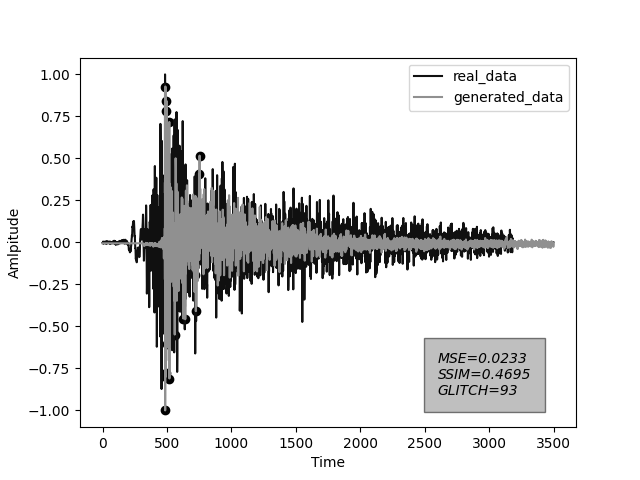 real_data
generated_data
1.00
0.75
0.50
0.25
0.00
−0.25
−0.50
−0.75
−1.00
Amlpitude
MSE=0.0233
SSIM=0.4695
GLITCH=93
0 500 1000 1500 2000 2500 3000 3500
Time